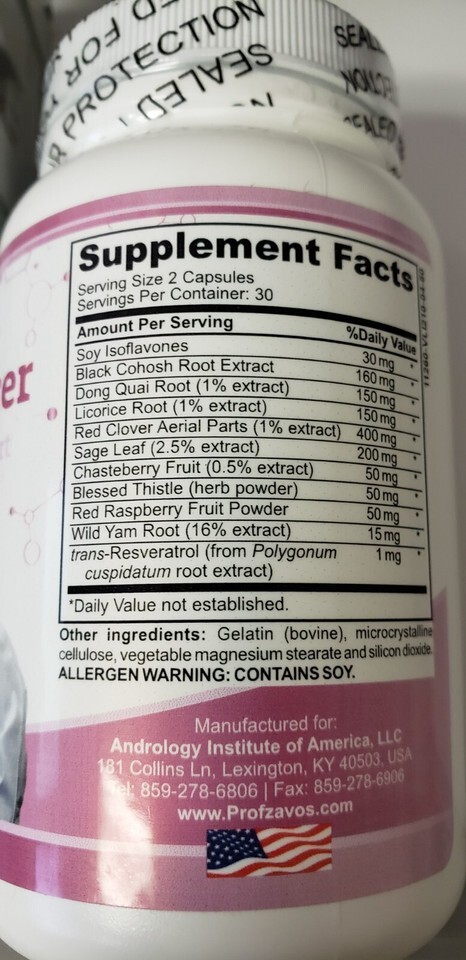 ED FOR
R PROTECTION
SEALED
SEAL
er
Supplement Facts
Serving Size 2 Capsules
Servings Per Container: 30
Amount Per Serving %Daily Value
Soy Isoflavones 30 mg *
Black Cohosh Root Extract 160 mg *
Dong Quai Root (1% extract) 150 mg *
Licorice Root (1% extract) 150 mg *
Red Clover Aerial Parts (1% extract) 400 mg *
Sage Leaf (2.5% extract) 200 mg *
Chasteberry Fruit (0.5% extract) 50 mg *
Blessed Thistle (herb powder) 50 mg *
Red Raspberry Fruit Powder 50 mg *
Wild Yam Root (16% extract) 15 mg *
trans-Resveratrol (from Polygonum 1 mg *
cuspidatum root extract)
*Daily Value not established.
Other ingredients: Gelatin (bovine), microcrystalline
cellulose, vegetable magnesium stearate and silicon dioxide.
ALLERGEN WARNING: CONTAINS SOY.
Manufactured for:
Andrology Institute of America, LLC
181 Collins Ln, Lexington, KY 40503, USA
Tel: 859-278-6806 | Fax: 859-278-6906
www.Profzavos.com